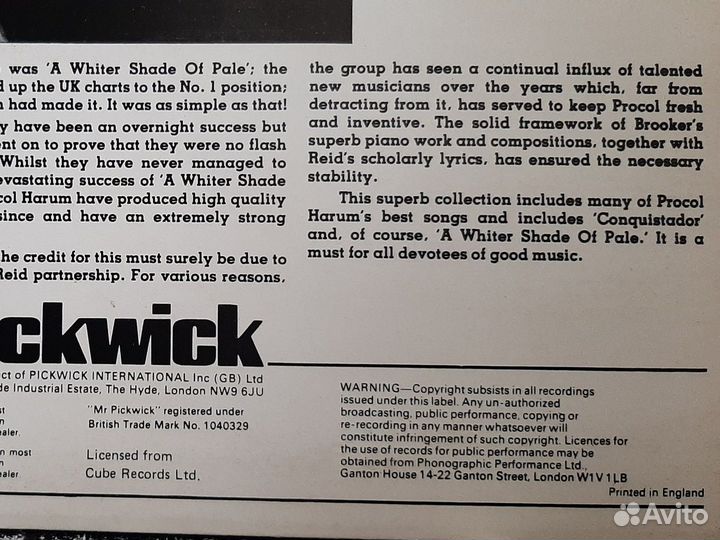 was 'A Whiter Shade Of Pale'; the
d up the UK charts to the No. 1 position;
had made it. It was as simple as that!
y have been an overnight success but
ent on to prove that they were no flash
Whilst they have never managed to
evastating success of 'A Whiter Shade
col Harum have produced high quality
since and have an extremely strong
he credit for this must surely be due to
Reid partnership. For various reasons,
the group has seen a continual influx of talented
new musicians over the years which, far from
detracting from it, has served to keep Procol fresh
and inventive. The solid framework of Brooker's
superb piano work and compositions, together with
Reid's scholarly lyrics, has ensured the necessary
stability.
This superb collection includes many of Procol
Harum's best songs and includes 'Conquistador'
and, of course, 'A Whiter Shade Of Pale.' It is a
must for all devotees of good music.
ckwick
ect of PICKWICK INTERNATIONAL Inc (GB) Ltd
de Industrial Estate, The Hyde, London NW9 6JU
"Mr Pickwick" registered under
British Trade Mark No. 1040329
ealer.
n most
ealer.
Licensed from
Cube Records Ltd.
WARNING—Copyright subsists in all recordings
issued under this label. Any un-authorized
broadcasting, public performance, copying or
re-recording in any manner whatsoever will
constitute infringement of such copyright. Licences for
the use of records for public performance may be
obtained from Phonographic Performance Ltd.,
Ganton House 14-22 Ganton Street, London W1V 1LB
Printed in England
Avito